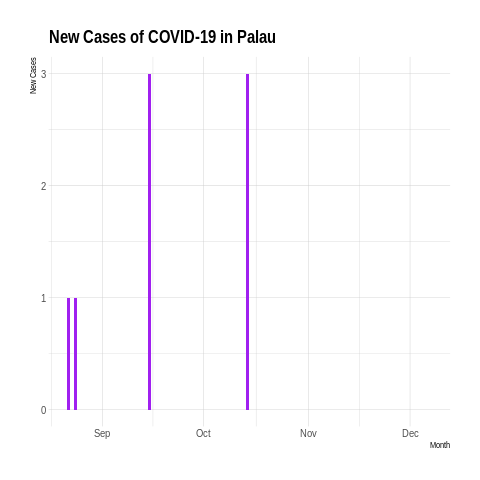 New Cases of COVID-19 in Palau
New Cases
3
2
1
0
Sep Oct Nov Dec
Month